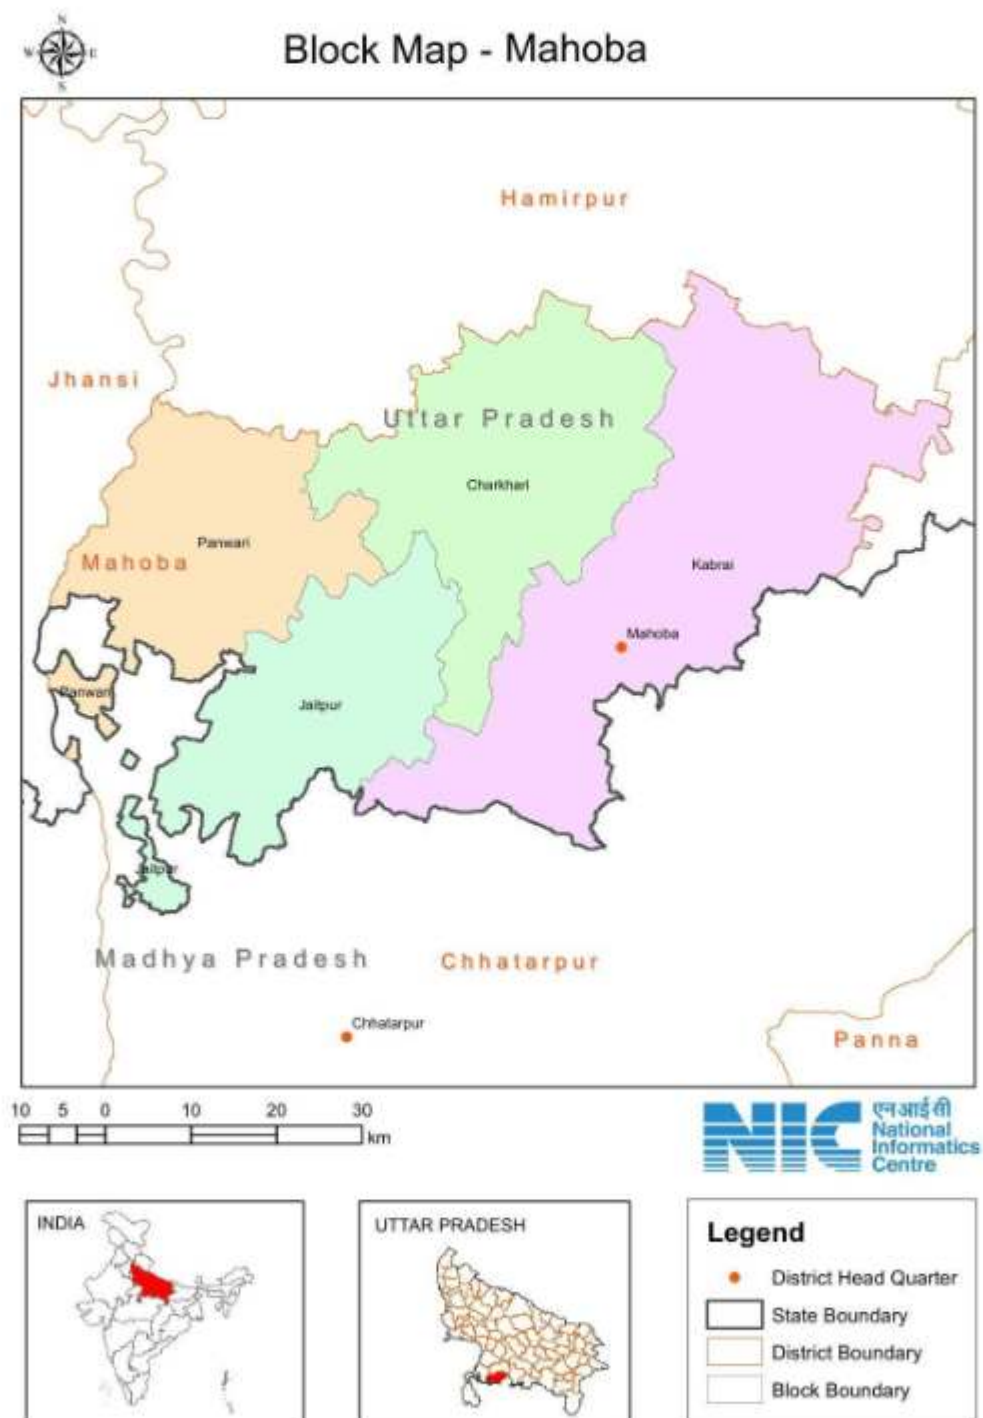 N
W E
S
Block Map - Mahoba
Hamirpur
Jhansi
Uttar Pradesh
Charkhari
Panwari
Mahoba
Kabrai
Mahoba
Panwari
Jaitpur
Jaitpur
Madhya Pradesh
Chhatarpur
Chhatarpur
Panna
10 5 0 10 20 30
km
NIC
एनआईसी
National
Informatics
Centre
INDIA
UTTAR PRADESH
Legend
District Head Quarter
State Boundary
District Boundary
Block Boundary